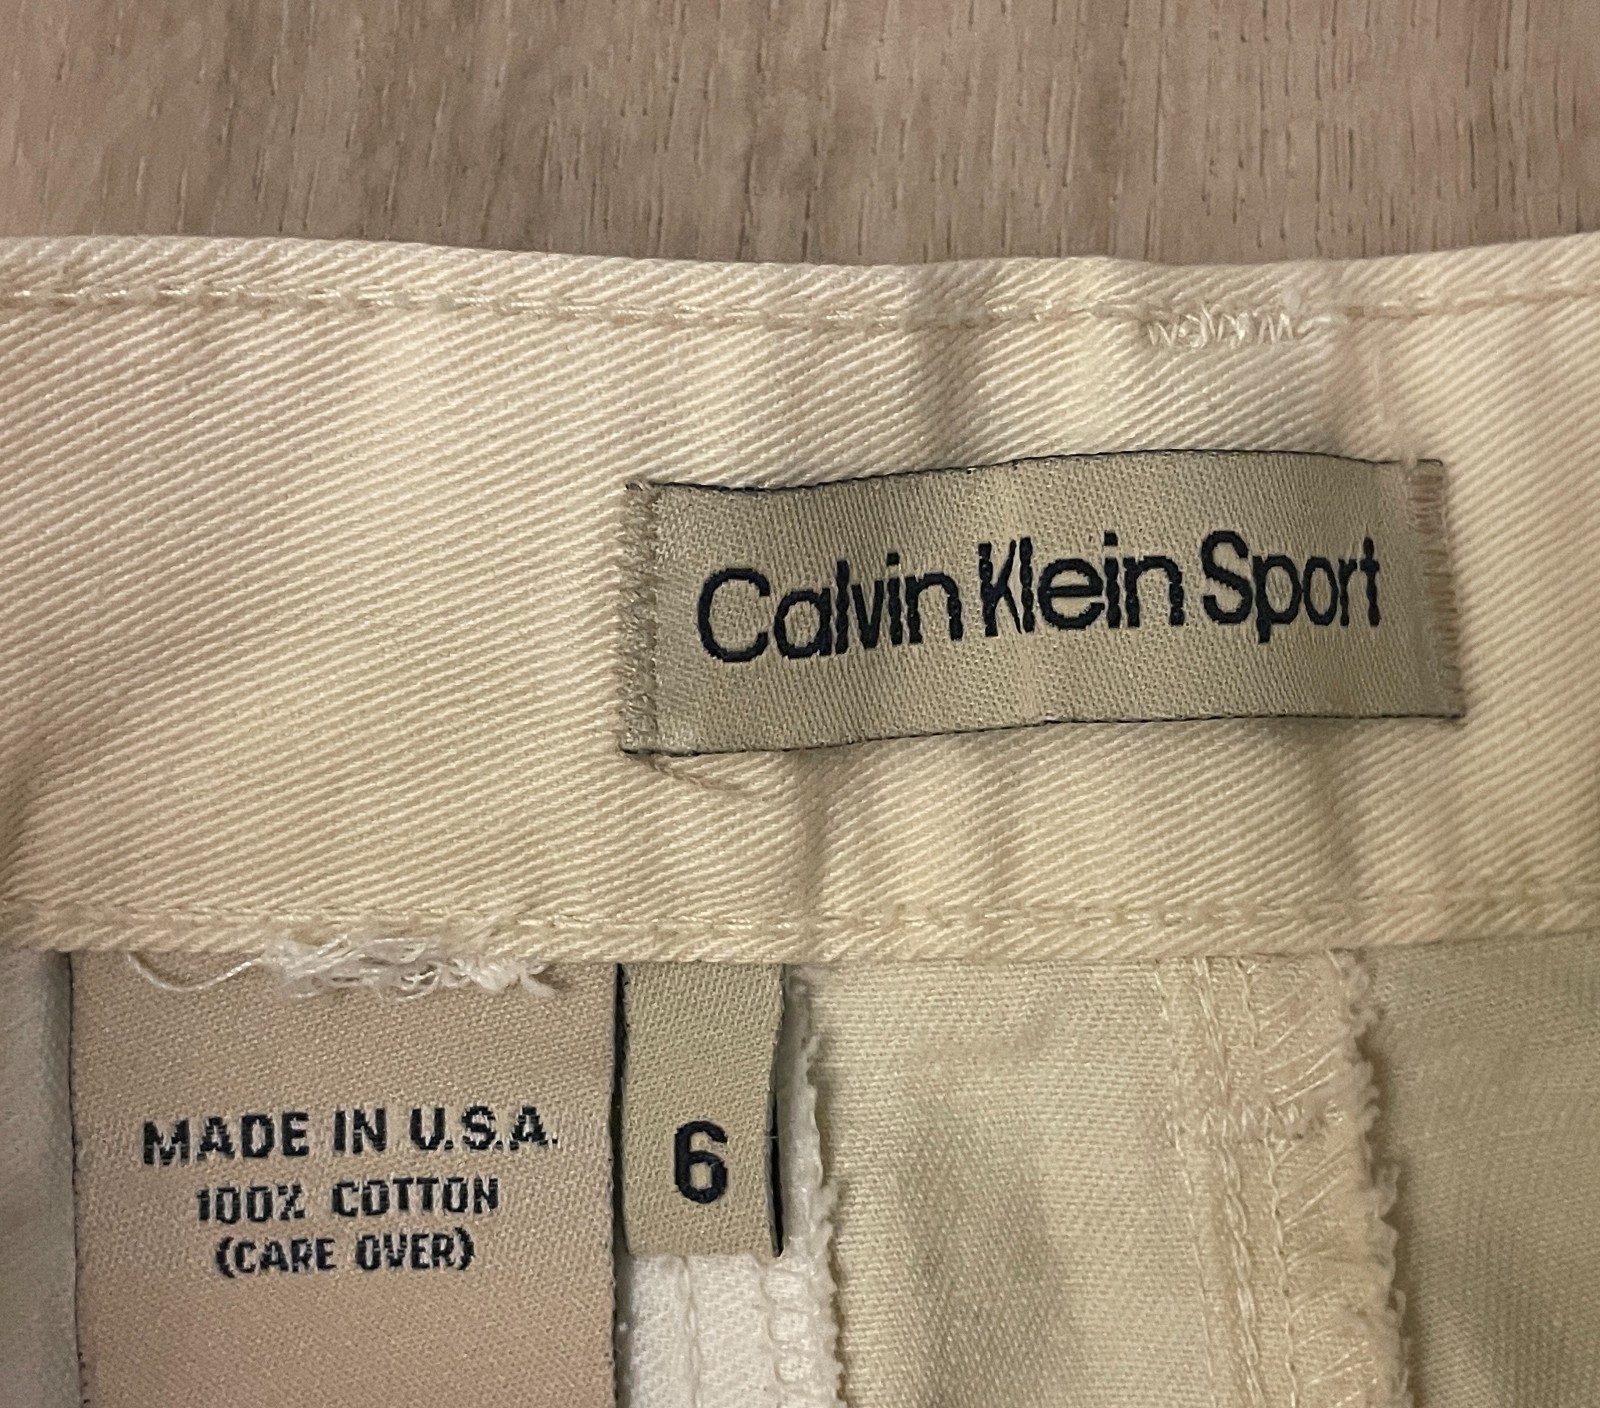 Calvin Klein Sport
MADE IN U.S.A.
100% COTTON
(CARE OVER)
6